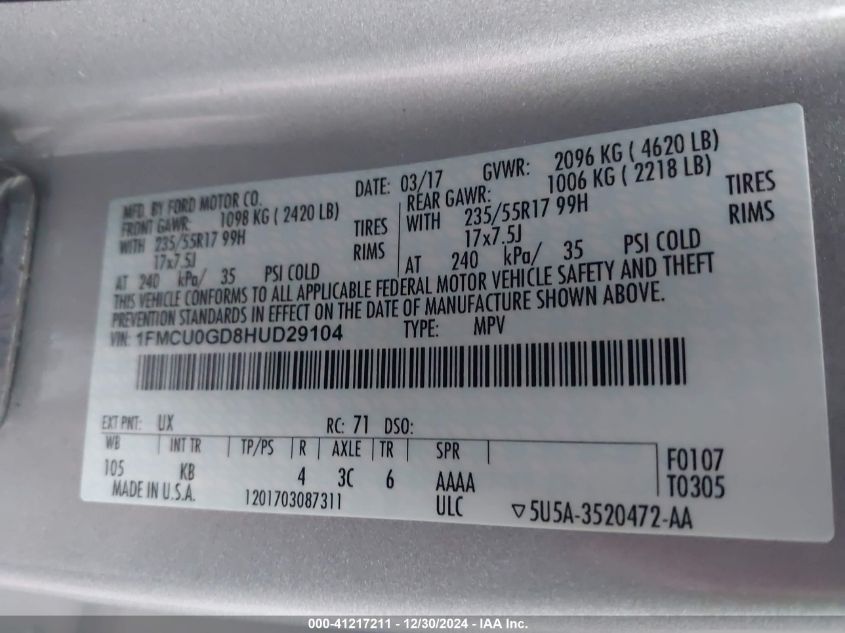 MFD. BY FORD MOTOR CO.
DATE: 03/17 GVWR: 2096 KG ( 4620 LB)
FRONT GAWR: 1098 KG ( 2420 LB) REAR GAWR: 1006 KG ( 2218 LB)
WITH 235/55R17 99H TIRES WITH 235/55R17 99H TIRES
17x7.5J RIMS 17x7.5J RIMS
AT 240 kPa/ 35 PSI COLD AT 240 kPa/ 35 PSI COLD
THIS VEHICLE CONFORMS TO ALL APPLICABLE FEDERAL MOTOR VEHICLE SAFETY AND THEFT
PREVENTION STANDARDS IN EFFECT ON THE DATE OF MANUFACTURE SHOWN ABOVE.
VIN: 1FMCU0GD8HUD29104 TYPE: MPV
EXT PNT: UX RC: 71 DSO:
WB INT TR TP/PS R AXLE TR SPR
105 KB 4 3C 6 AAAA
F0107
T0305
MADE IN U.S.A. 1201703087311 ULC ▽5U5A-3520472-AA
000-41217211 - 12/30/2024 - IAA Inc.